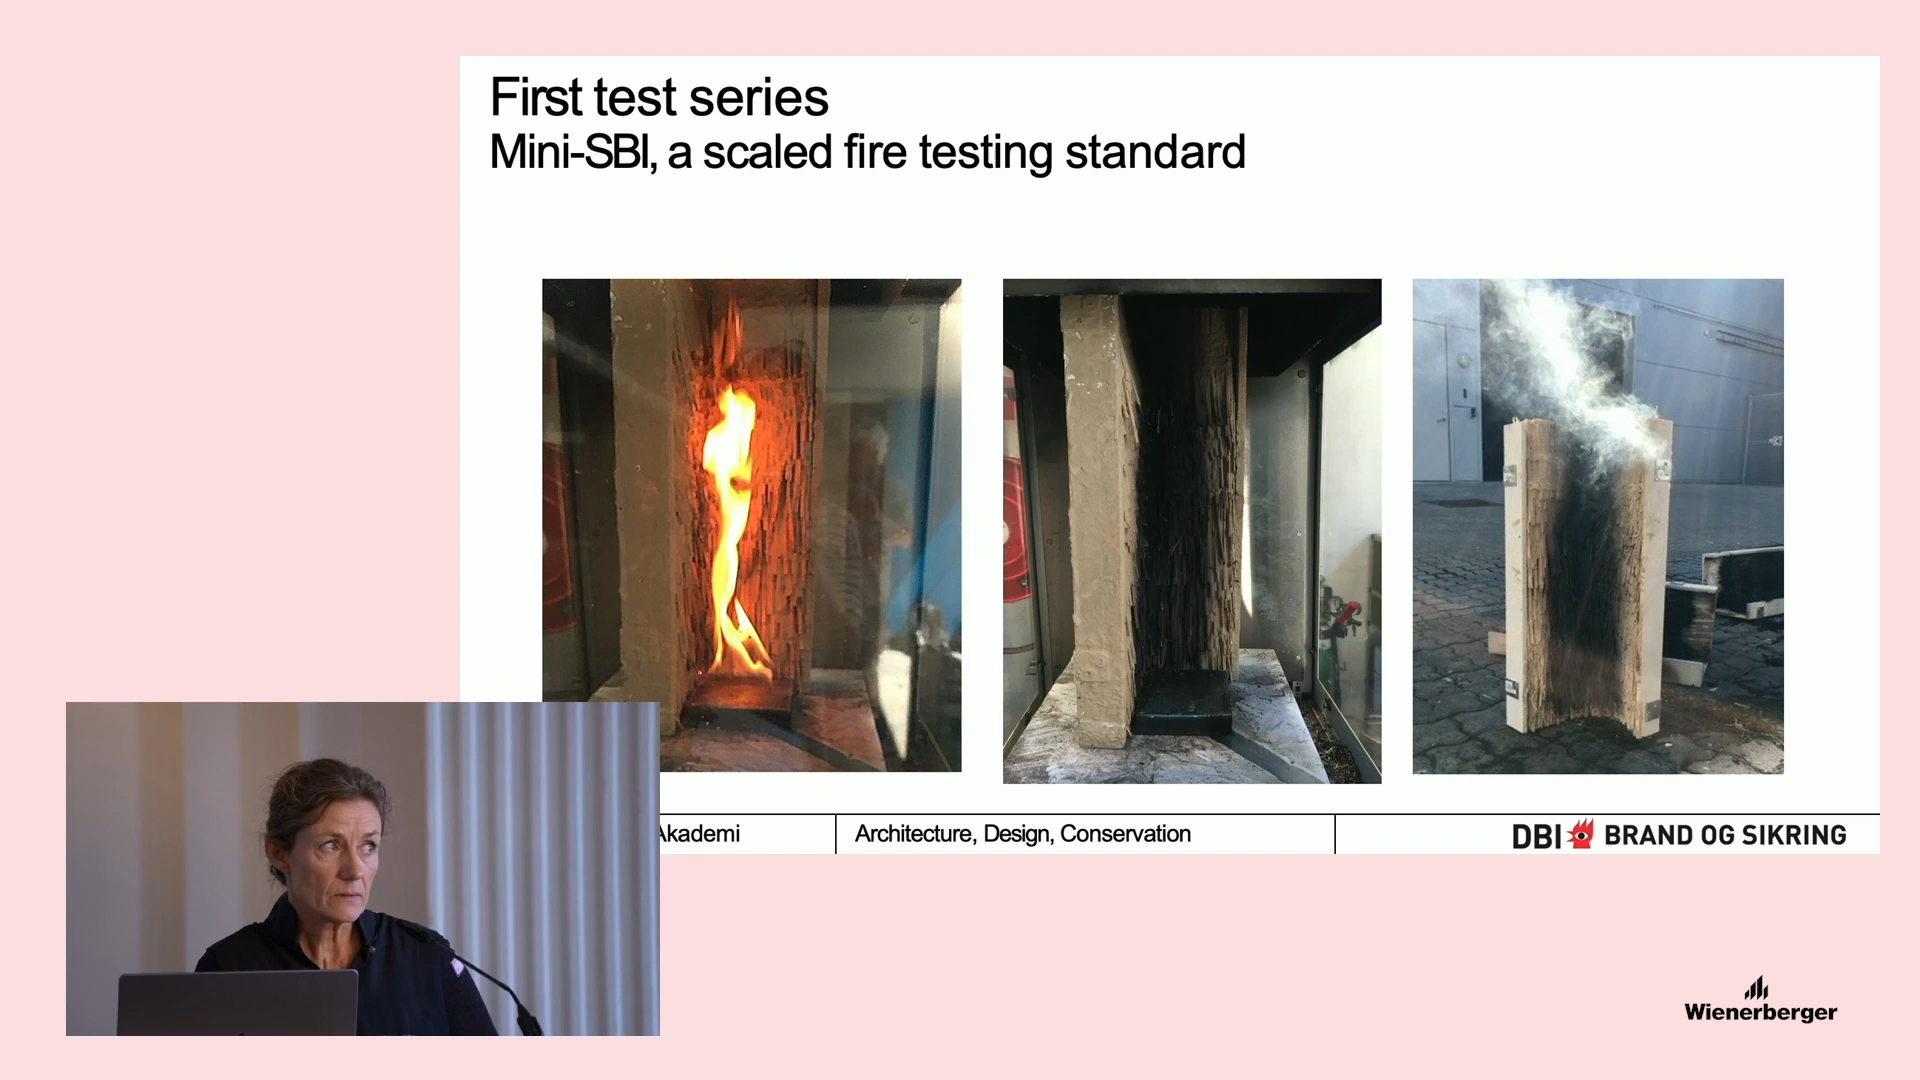 First test series
Mini-SBI, a scaled fire testing standard
Akademi
Architecture, Design, Conservation
DBI BRAND OG SIKRING
Wienerberger